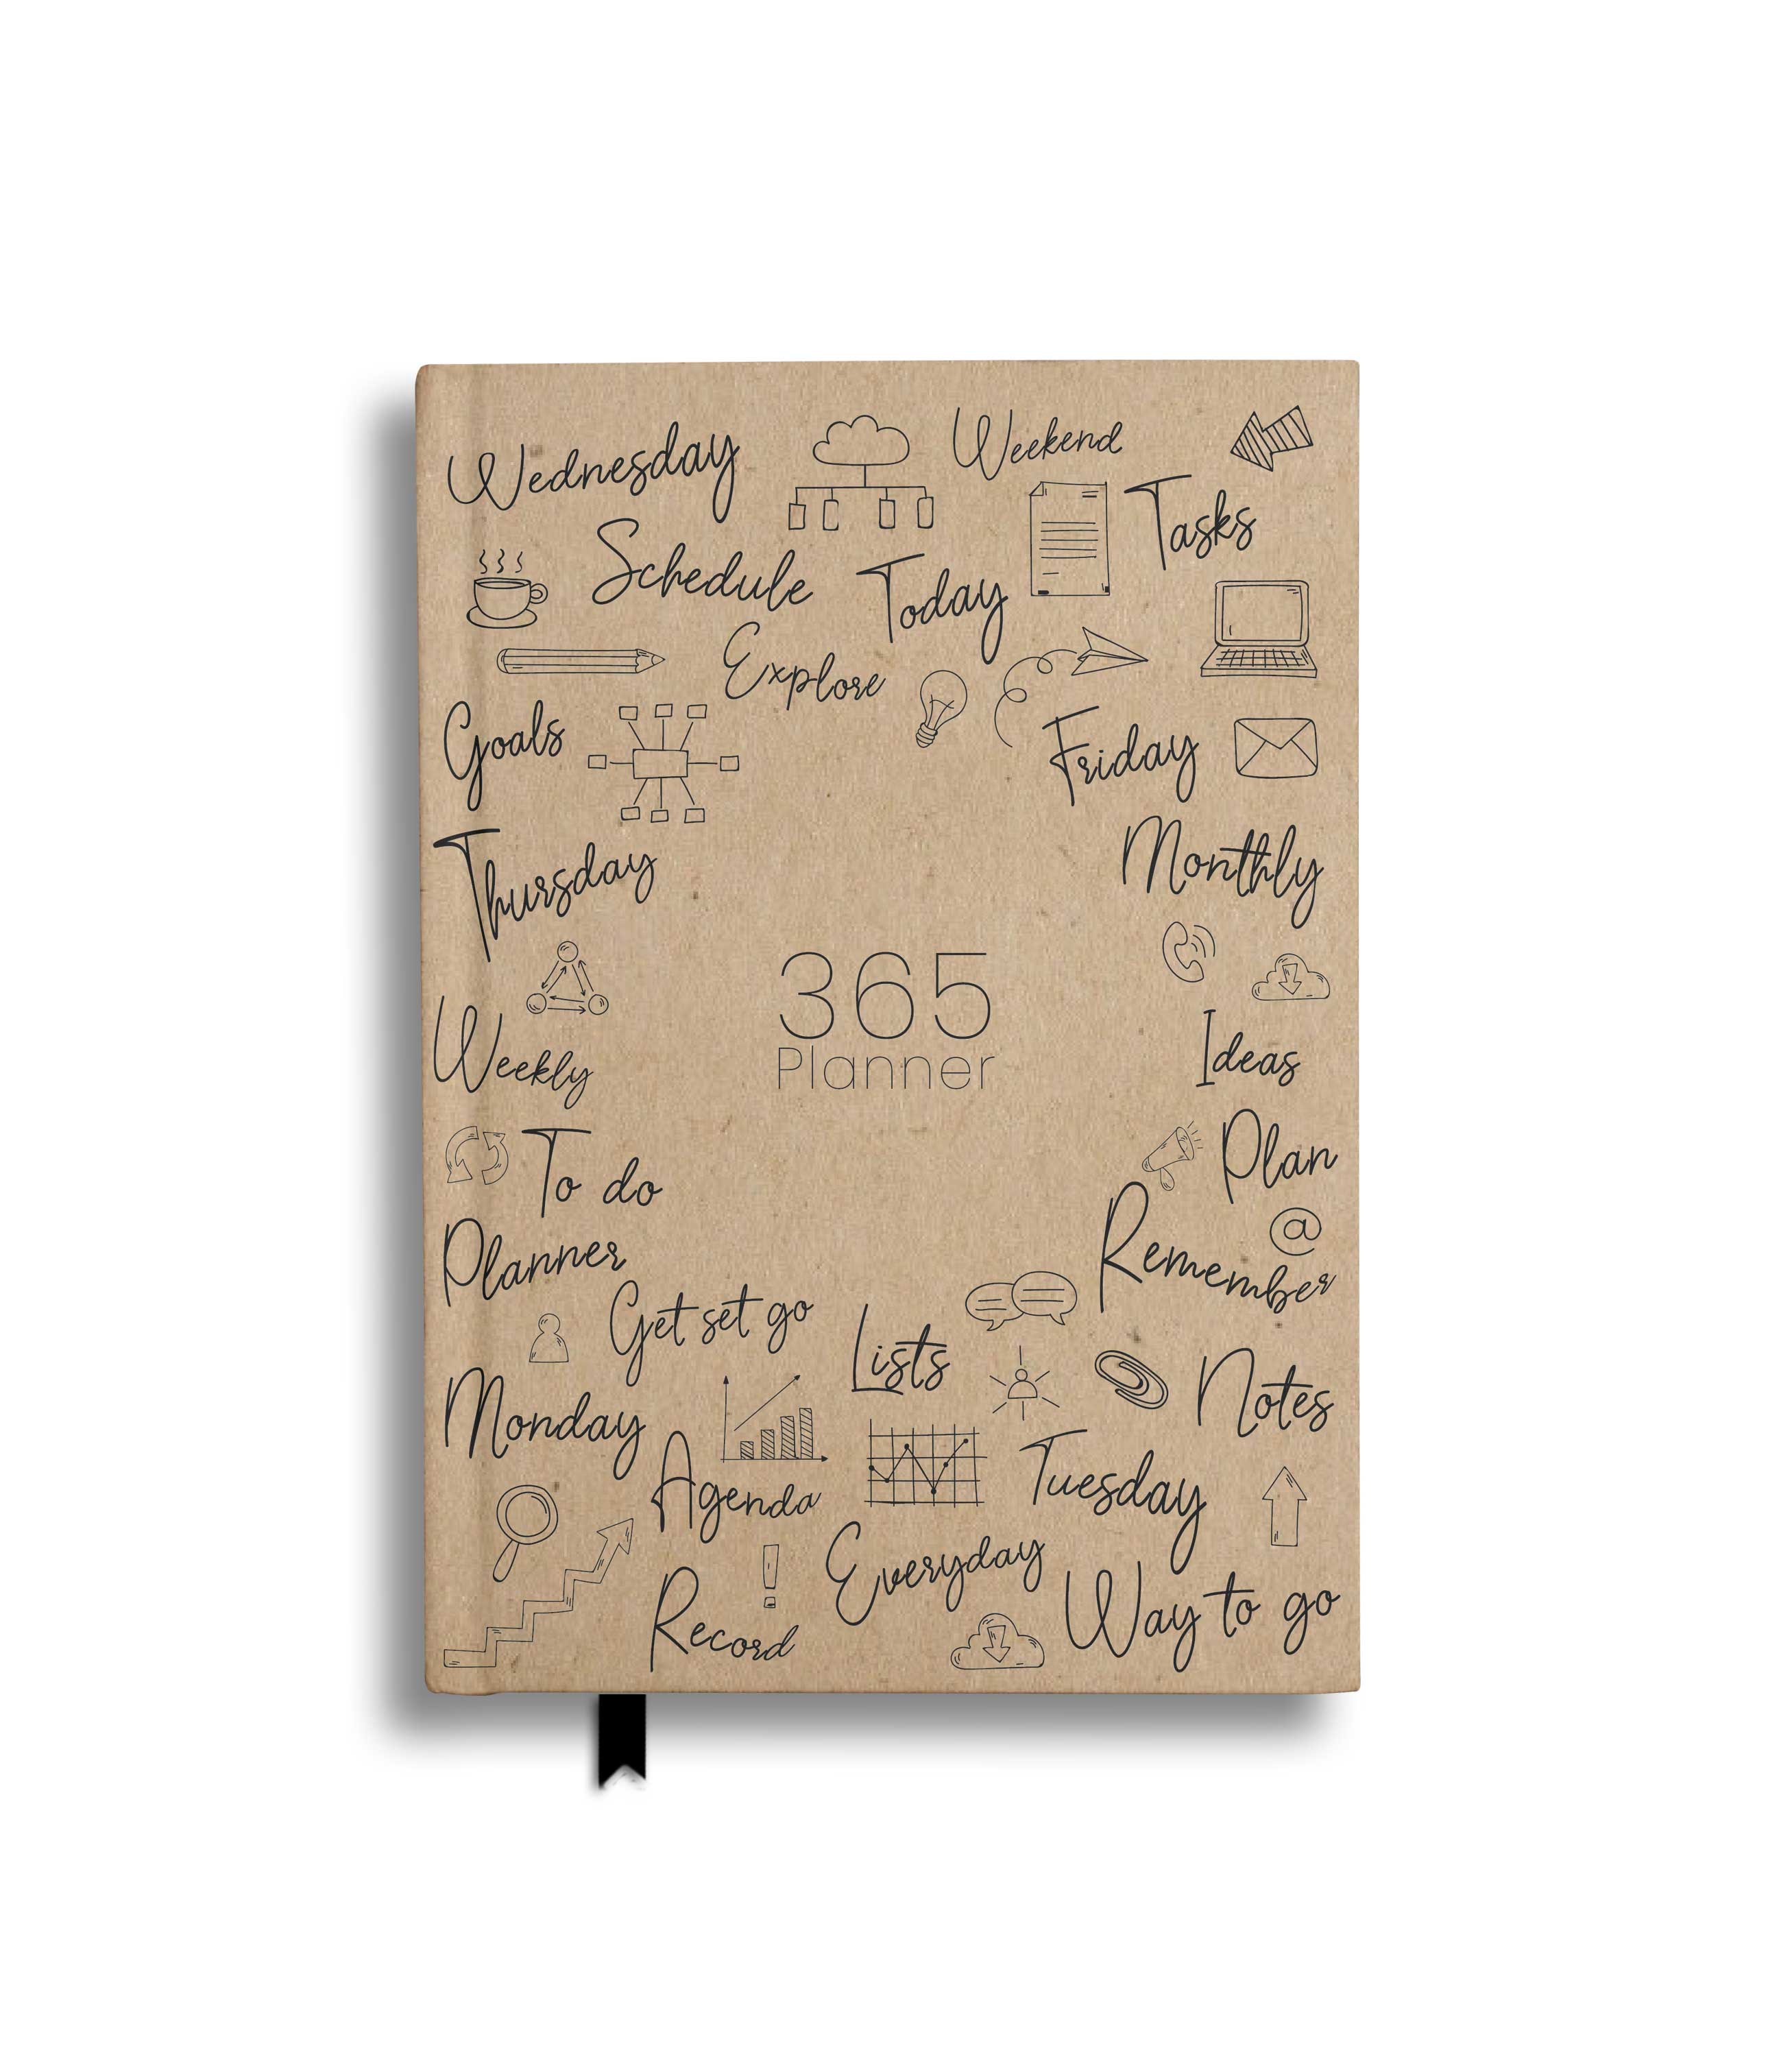 Wednesday
Weekend
Tasks
Schedule
Today
Explore
Goals
Friday
Thursday
Monthly
365
Planner
Weekly
Ideas
To do
Plan
@
Planner
Remember
Get set go
Lists
Monday
Notes
Agenda
Tuesday
!
Everyday
Record
Way to go